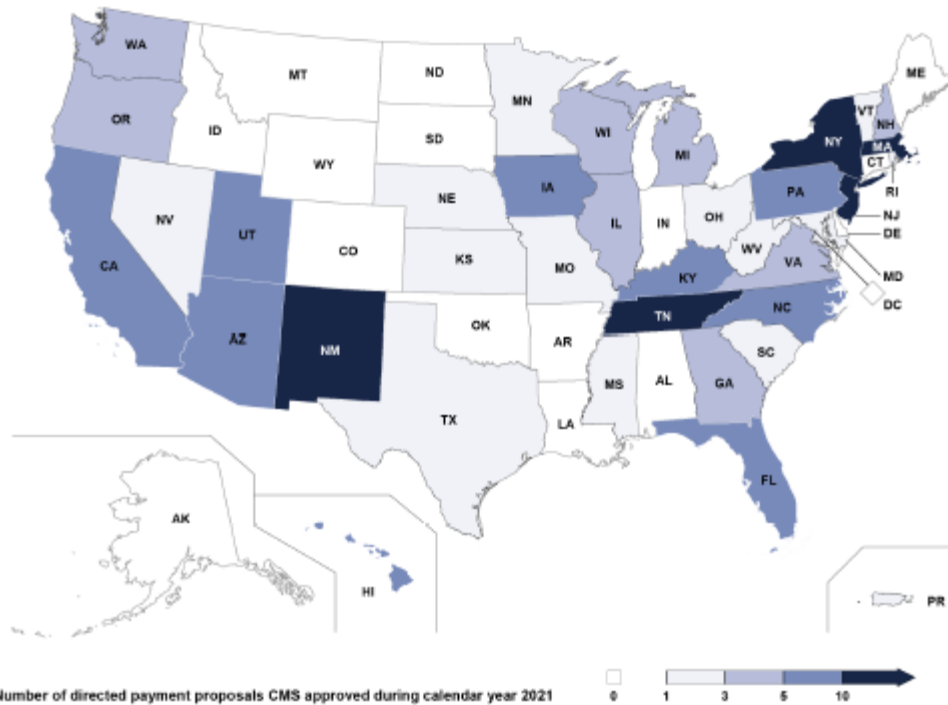 WA
MT
ND
MN
ME
VT
NH
OR
ID
SD
WI
MI
NY
MA
CT
WY
RI
NE
IA
PA
NJ
NV
UT
CO
IL
IN
OH
DE
WV
CA
KS
MO
VA
MD
KY
DC
NC
AZ
NM
OK
AR
TN
SC
MS
AL
GA
TX
LA
FL
AK
HI
PR
Number of directed payment proposals CMS approved during calendar year 2021
0 1 3 5 10